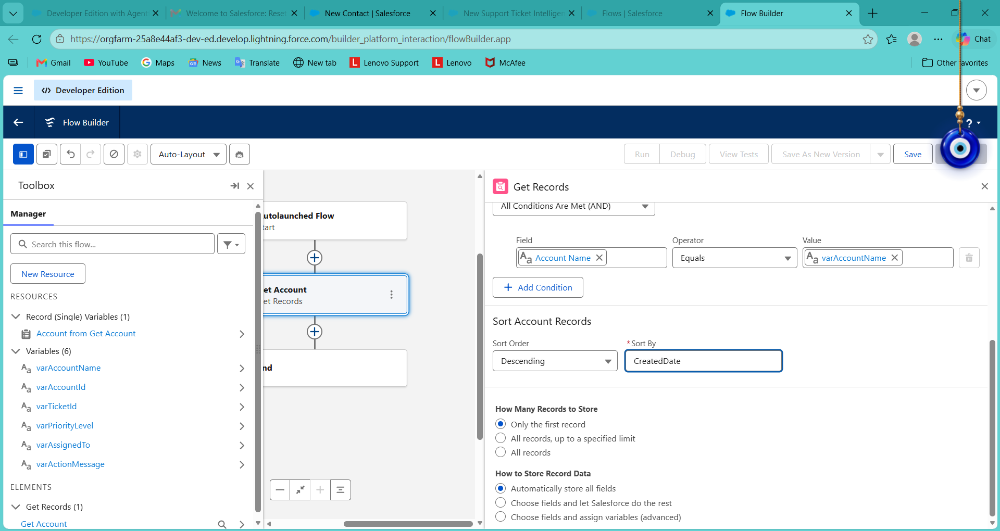 Developer Edition with Agent
Welcome to Salesforce: Reset
New Contact | Salesforce
New Support Ticket Intelligen
Flows | Salesforce
Flow Builder
https://orgfarm-25a8e44af3-dev-ed.develop.lightning.force.com/builder_platform_interaction/flowBuilder.app
Chat
Gmail
YouTube
Maps
News
Translate
New tab
Lenovo Support
Lenovo
McAfee
Other favorites
Developer Edition
Flow Builder
?
Auto-Layout
Run
Debug
View Tests
Save As New Version
Save
Toolbox
Manager
Search this flow...
New Resource
RESOURCES
Record (Single) Variables (1)
Account from Get Account
Variables (6)
varAccountName
varAccountId
varTicketId
varPriorityLevel
varAssignedTo
varActionMessage
ELEMENTS
Get Records (1)
Get Account
utolaunched Flow
tart
et Account
et Records
nd
Get Records
All Conditions Are Met (AND)
Field
Operator
Value
Account Name
Equals
varAccountName
Add Condition
Sort Account Records
Sort Order
*Sort By
Descending
CreatedDate
How Many Records to Store
Only the first record
All records, up to a specified limit
All records
How to Store Record Data
Automatically store all fields
Choose fields and let Salesforce do the rest
Choose fields and assign variables (advanced)